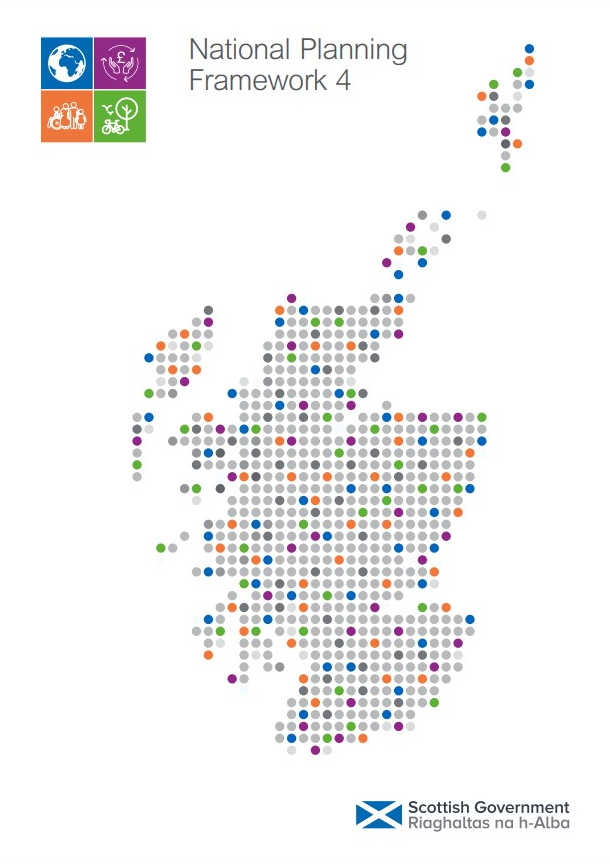 £
National Planning
Framework 4
Scottish Government
Riaghaltas na h-Alba